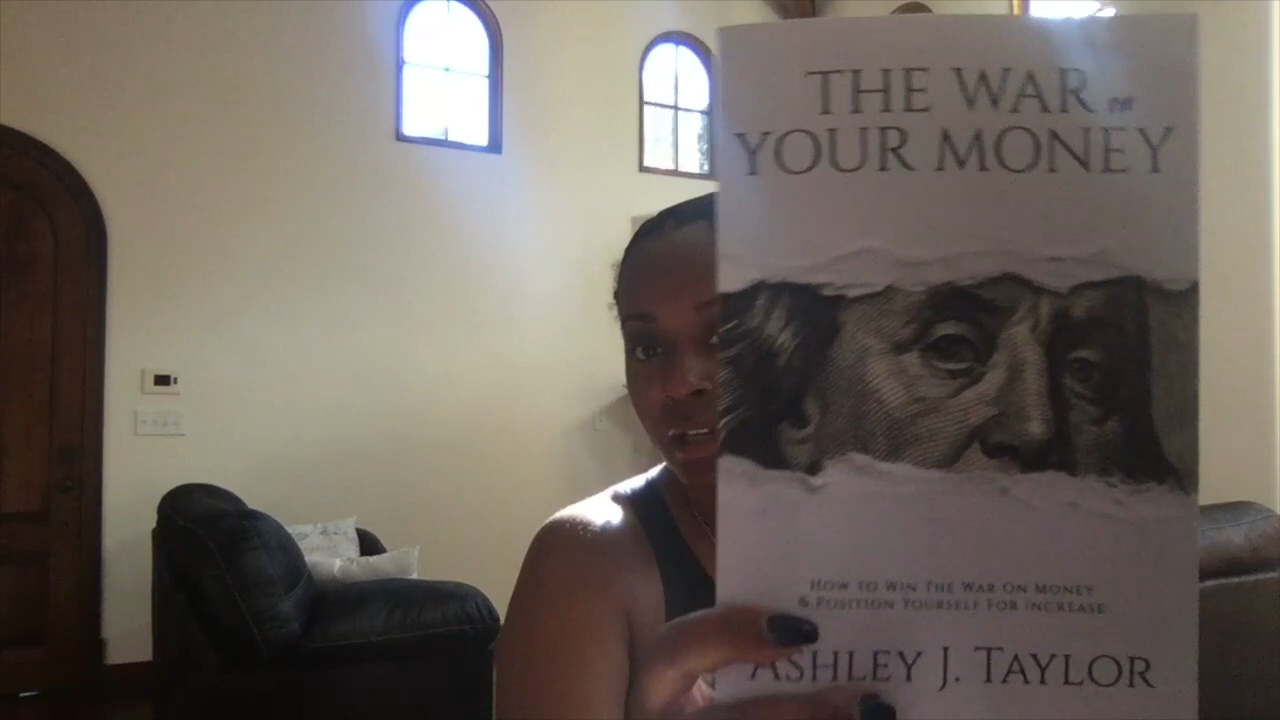 THE WAR ON
YOUR MONEY
HOW TO WIN THE WAR ON MONEY
& POSITION YOURSELF FOR INCREASE
ASHLEY J. TAYLOR